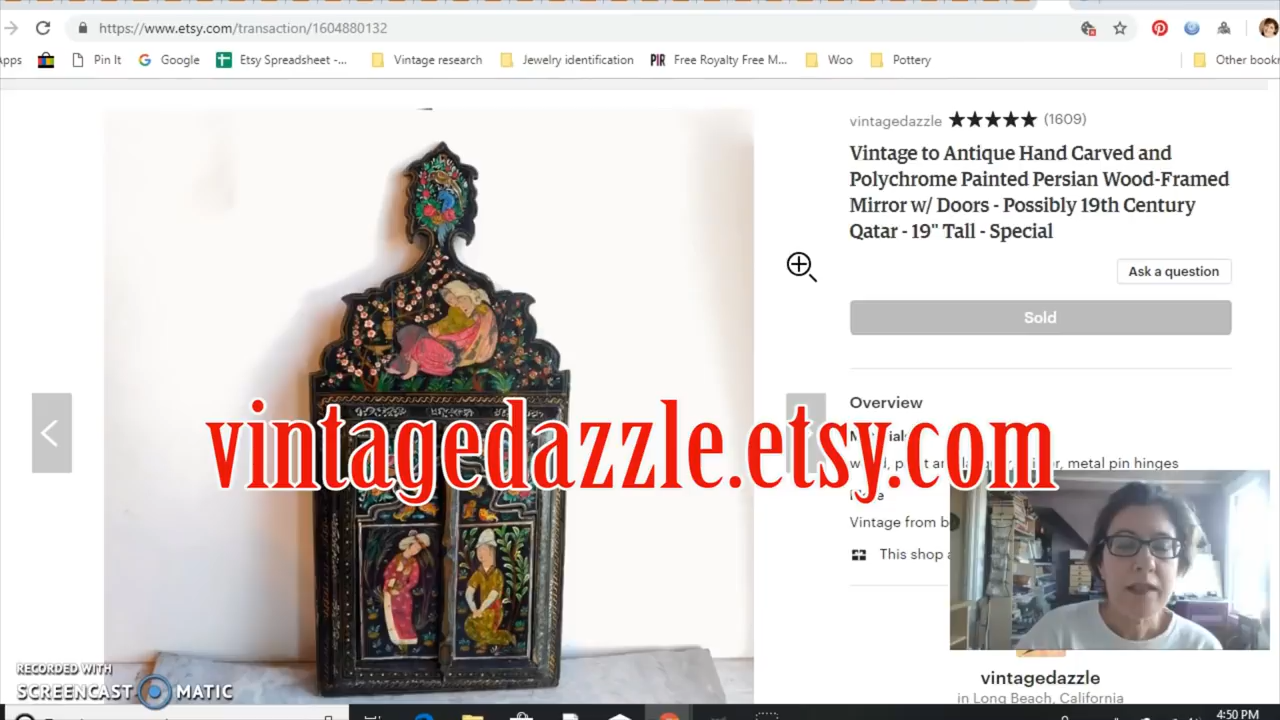 https://www.etsy.com/transaction/1604880132
Pin It
Google
Etsy Spreadsheet -...
Vintage research
Jewelry identification
PIR Free Royalty Free M...
Woo
Pottery
Other book
vintagedazzle ★★★★★ (1609)
Vintage to Antique Hand Carved and
Polychrome Painted Persian Wood-Framed
Mirror w/ Doors - Possibly 19th Century
Qatar - 19" Tall - Special
Ask a question
Sold
Overview
vintagedazzle.etsy.com
metal pin hinges
Vintage from
This shop
vintagedazzle
in Long Beach, California
RECORDED WITH
SCREENCAST MATIC
4:50 PM